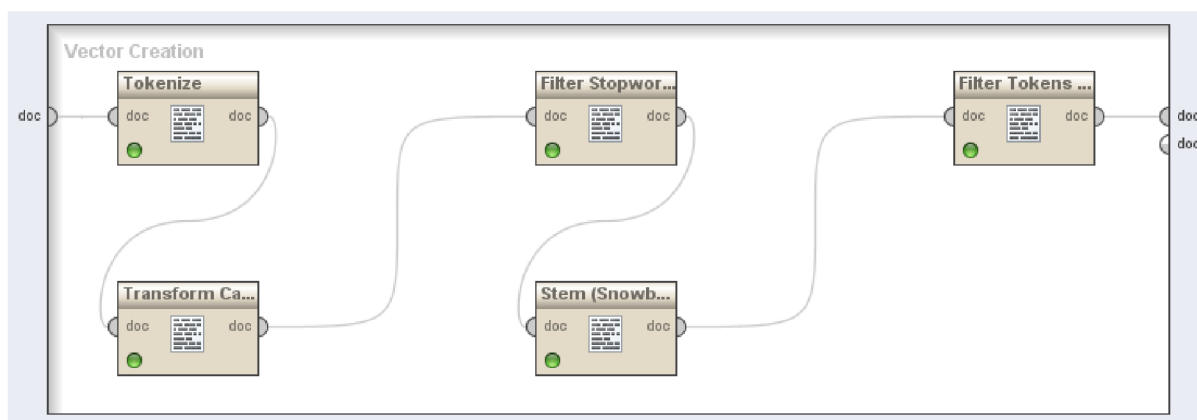 Vector Creation
Tokenize
Filter Stopwor...
Filter Tokens ...
doc
doc doc
doc doc
doc doc
doc
doc
Transform Ca...
Stem (Snowb...
doc doc
doc doc